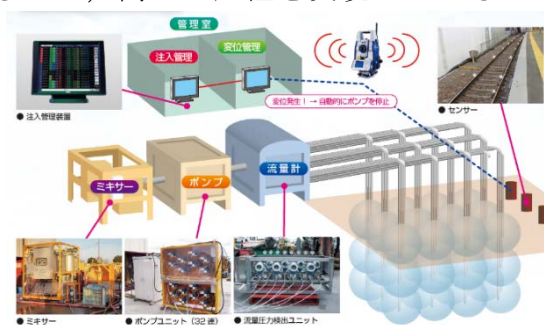 管理室
注入管理
変位管理
変位発生！→自動的にポンプを停止
● 注入管理装置
● センサー
ミキサー
ポンプ
流量計
● ミキサー
● ポンプユニット（32連）
● 流量圧力検出ユニット